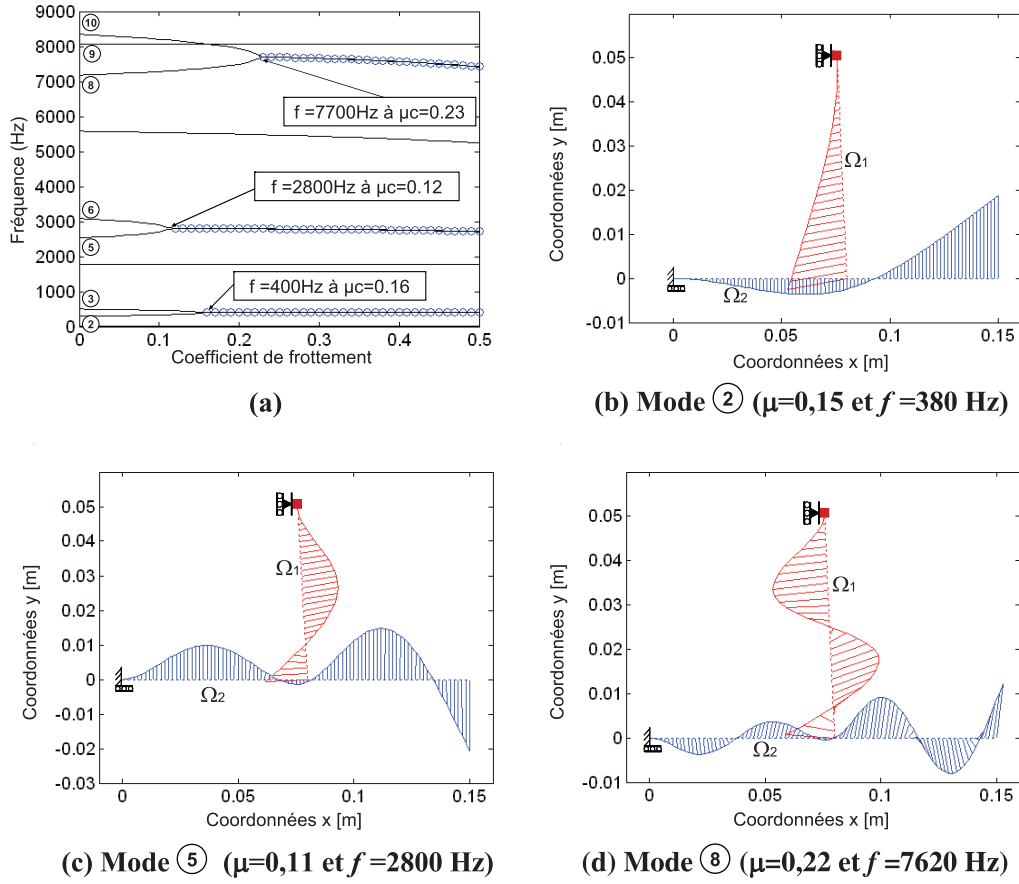 9000
8000
7000
6000
5000
4000
3000
2000
1000
0
Fréquence (Hz)
10
9
8
6
5
3
2
f =7700Hz à µc=0.23
f =2800Hz à µc=0.12
f =400Hz à µc=0.16
0 0.1 0.2 0.3 0.4 0.5
Coefficient de frottement
(a)
0.05
0.04
0.03
0.02
0.01
0
-0.01
Coordonnées y [m]
Ω1
Ω2
0 0.05 0.1 0.15
Coordonnées x [m]
(b) Mode 2 (µ=0,15 et f =380 Hz)
0.05
0.04
0.03
0.02
0.01
0
-0.01
-0.02
-0.03
Coordonnées y [m]
Ω1
Ω2
0 0.05 0.1 0.15
Coordonnées x [m]
(c) Mode 5 (µ=0,11 et f =2800 Hz)
0.05
0.04
0.03
0.02
0.01
0
-0.01
Coordonnées y [m]
Ω1
Ω2
0 0.05 0.1 0.15
Coordonnées x [m]
(d) Mode 8 (µ=0,22 et f=7620 Hz)